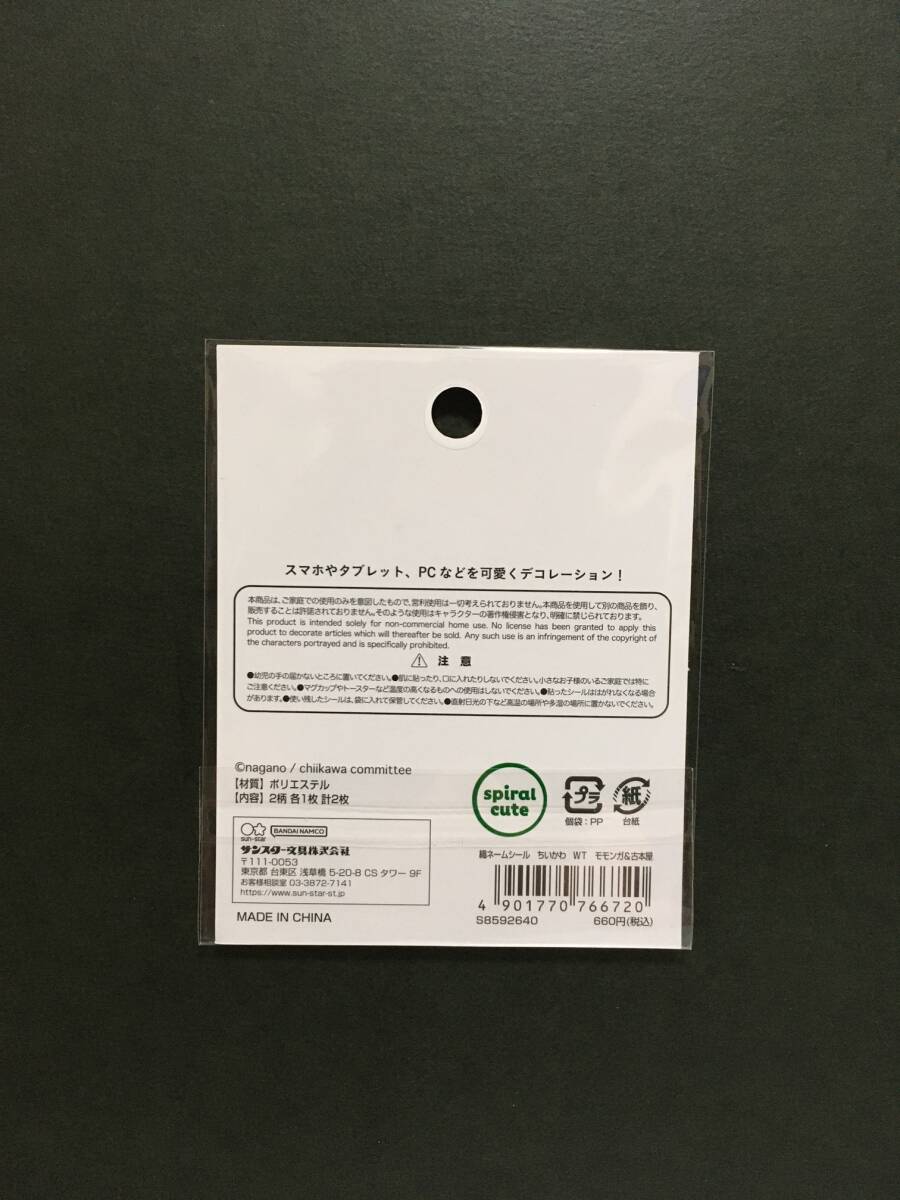 スマホやタブレット、PCなどを可愛くデコレーション！
本商品は、ご家庭での使用のみを意図したもので、営利使用は一切考えられておりません。本商品を使用して別の商品を飾り、
販売することは許諾されておりません。そのような使用はキャラクターの著作権侵害となり、明確に禁じられております。
This product is intended solely for non-commercial home use. No license has been granted to apply this
product to decorate articles which will thereafter be sold. Any such use is an infringement of the copyright of
the characters portrayed and is specifically prohibited.
注意
●幼児の手の届かないところに置いてください。●肌に貼ったり、口に入れたりしないでください。小さなお子様のいるご家庭では特に
ご注意ください。●マグカップやトースターなど温度の高くなるものへの使用はしないでください。●貼ったシールははがれなくなる場合
があります。●使い残したシールは、袋に入れて保管してください。●直射日光の下など高温の場所や多湿の場所に置かないでください。
©nagano / chiikawa committee
【材質】ポリエステル
【内容】2柄 各1枚 計2枚
spiral
cute
プラ
個袋：PP
紙
台紙
sun-star
BANDAI NAMCO
サンスター文具株式会社
〒111-0053
東京都 台東区 浅草橋 5-20-8 CS タワー 9F
お客様相談室 03-3872-7141
https://www.sun-star-st.jp
MADE IN CHINA
織ネームシール ちいかわ WT モモンガ&古本屋
4 901770 766720
S8592640 660円(税込)